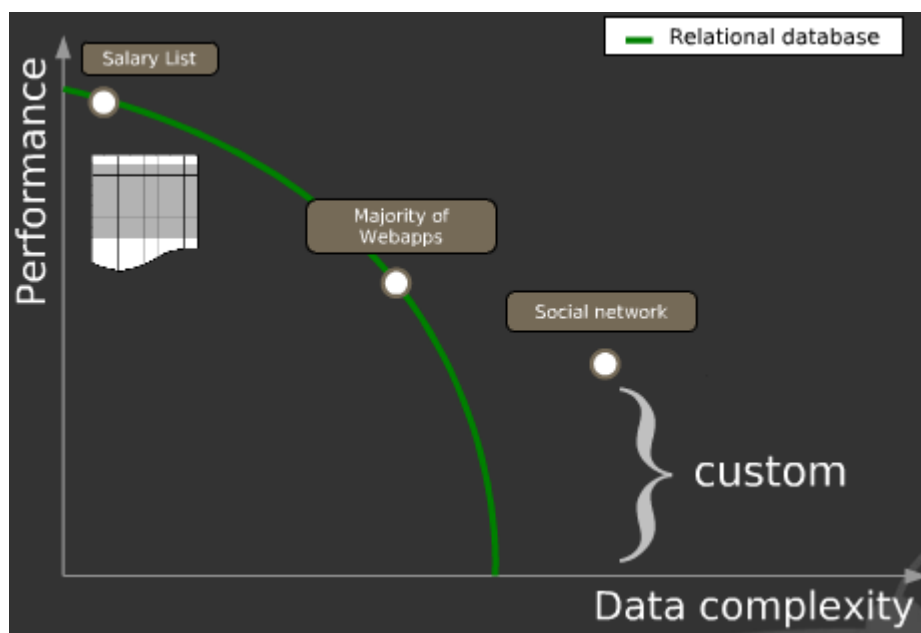 Relational database
Salary List
Performance
Majority of
Webapps
Social network
custom
Data complexity